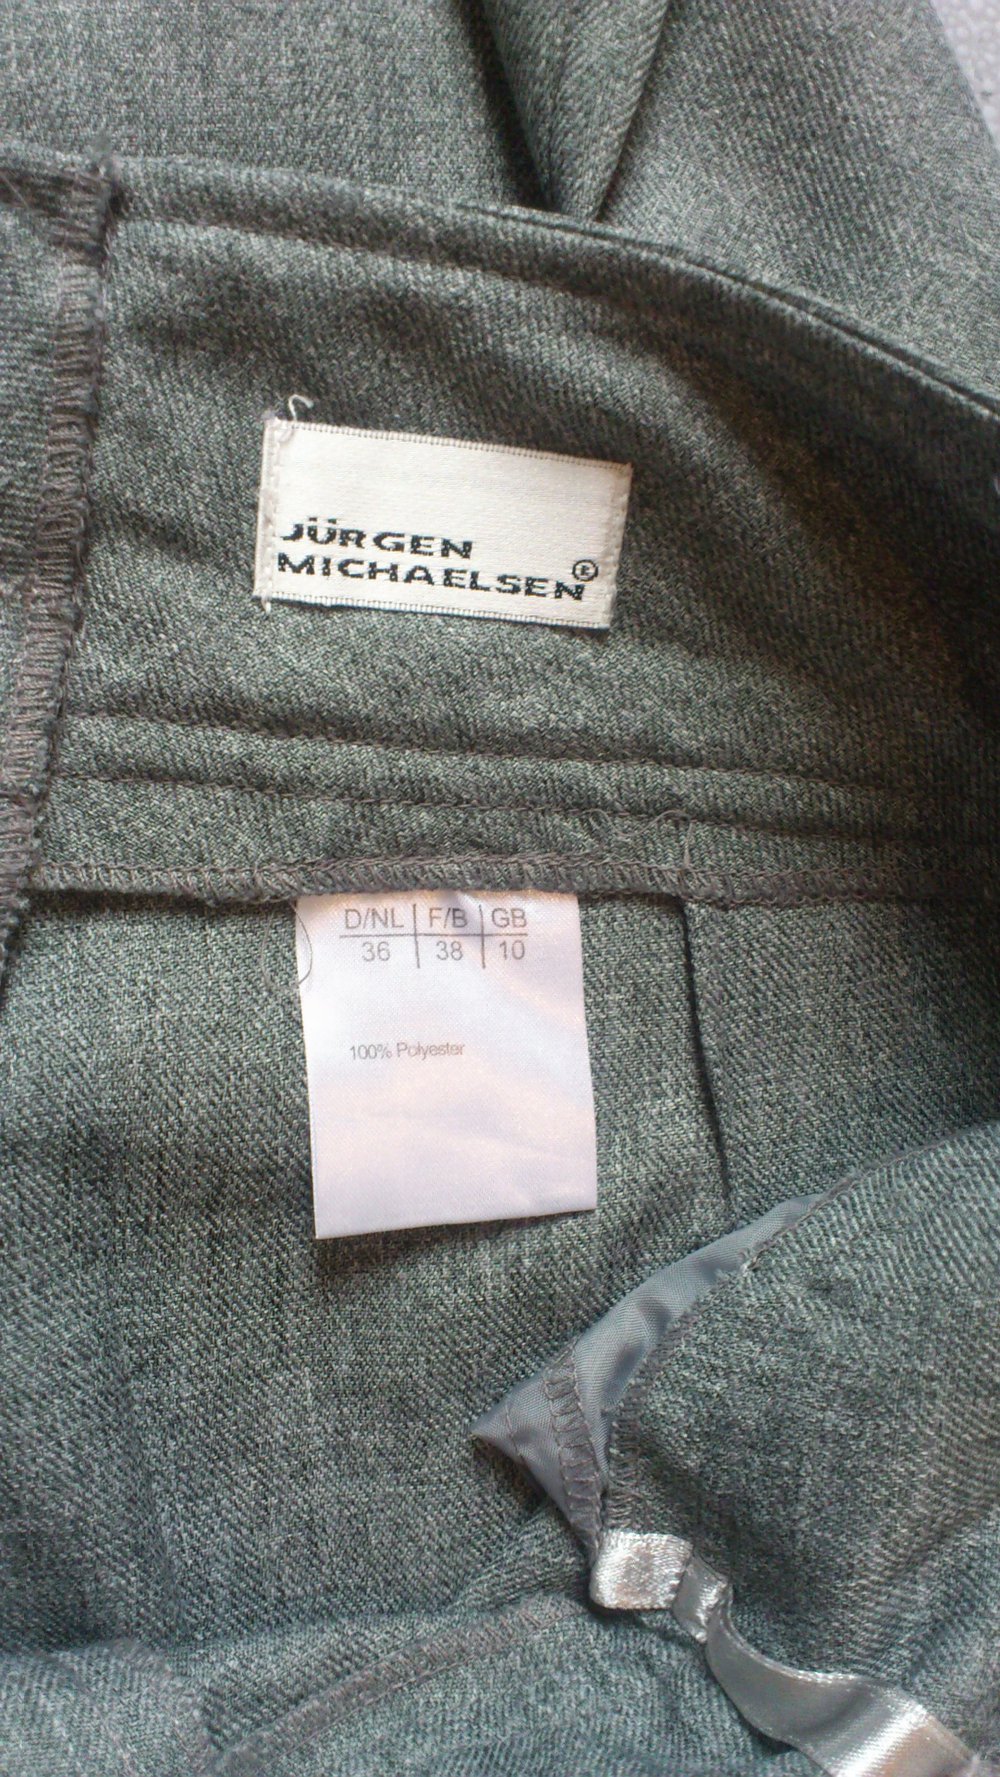 JÜRGEN
MICHAELSEN®
D/NL F/B GB
36 38 10
100% Polyester